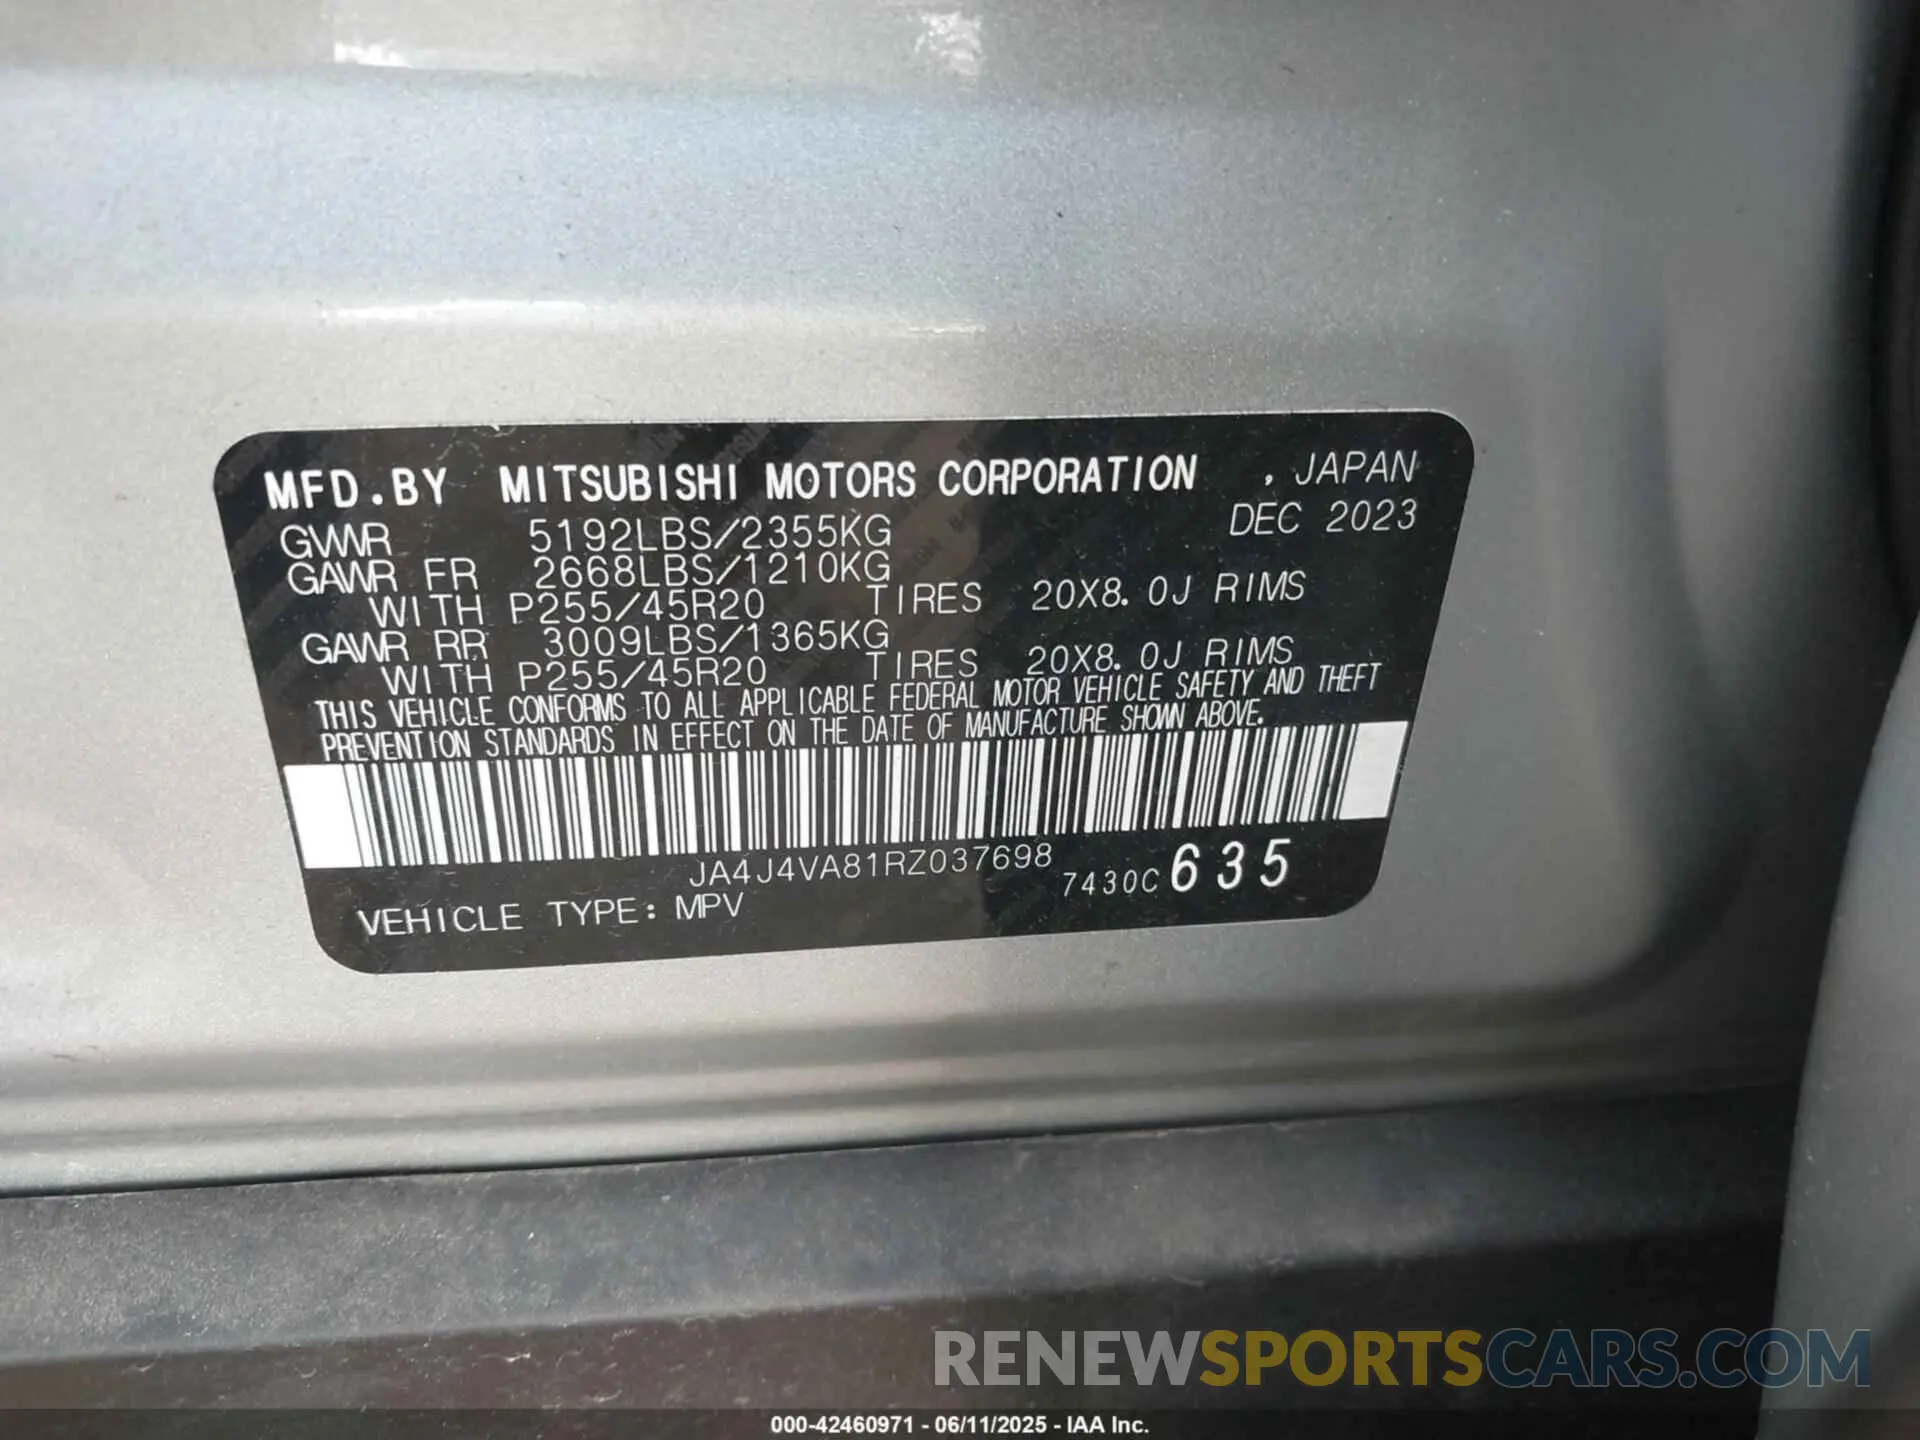 MFD.BY MITSUBISHI MOTORS CORPORATION , JAPAN
GVWR 5192LBS/2355KG DEC 2023
GAWR FR 2668LBS/1210KG
WITH P255/45R20 TIRES 20X8.0J RIMS
GAWR RR 3009LBS/1365KG
WITH P255/45R20 TIRES 20X8.0J RIMS
THIS VEHICLE CONFORMS TO ALL APPLICABLE FEDERAL MOTOR VEHICLE SAFETY AND THEFT
PREVENTION STANDARDS IN EFFECT ON THE DATE OF MANUFACTURE SHOWN ABOVE.
JA4J4VA81RZ037698 7430C 635
VEHICLE TYPE: MPV
RENEWSPORTSCARS.COM
000-42460971 - 06/11/2025 - IAA Inc.